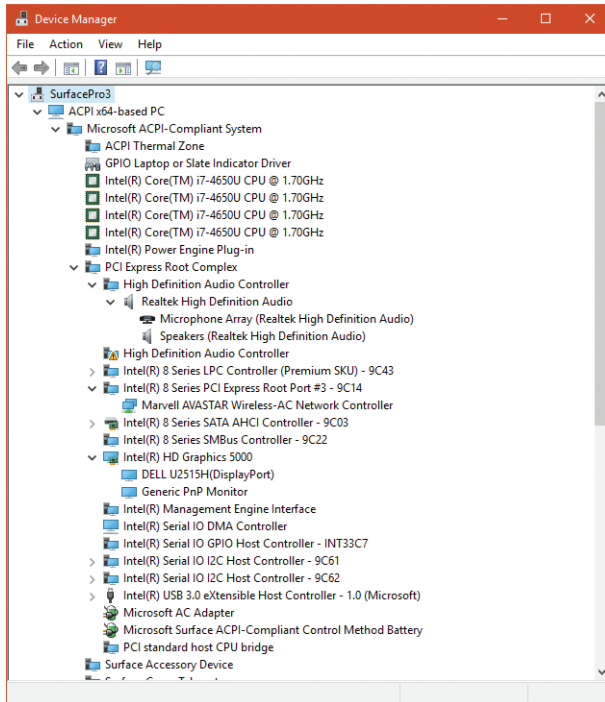 Device Manager
File Action View Help
SurfacePro3
ACPI x64-based PC
Microsoft ACPI-Compliant System
ACPI Thermal Zone
GPIO Laptop or Slate Indicator Driver
Intel(R) Core(TM) i7-4650U CPU @ 1.70GHz
Intel(R) Core(TM) i7-4650U CPU @ 1.70GHz
Intel(R) Core(TM) i7-4650U CPU @ 1.70GHz
Intel(R) Core(TM) i7-4650U CPU @ 1.70GHz
Intel(R) Power Engine Plug-in
PCI Express Root Complex
High Definition Audio Controller
Realtek High Definition Audio
Microphone Array (Realtek High Definition Audio)
Speakers (Realtek High Definition Audio)
High Definition Audio Controller
Intel(R) 8 Series LPC Controller (Premium SKU) - 9C43
Intel(R) 8 Series PCI Express Root Port #3 - 9C14
Marvell AVASTAR Wireless-AC Network Controller
Intel(R) 8 Series SATA AHCI Controller - 9C03
Intel(R) 8 Series SMBus Controller - 9C22
Intel(R) HD Graphics 5000
DELL U2515H(DisplayPort)
Generic PnP Monitor
Intel(R) Management Engine Interface
Intel(R) Serial IO DMA Controller
Intel(R) Serial IO GPIO Host Controller - INT33C7
Intel(R) Serial IO I2C Host Controller - 9C61
Intel(R) Serial IO I2C Host Controller - 9C62
Intel(R) USB 3.0 eXtensible Host Controller - 1.0 (Microsoft)
Microsoft AC Adapter
Microsoft Surface ACPI-Compliant Control Method Battery
PCI standard host CPU bridge
Surface Accessory Device